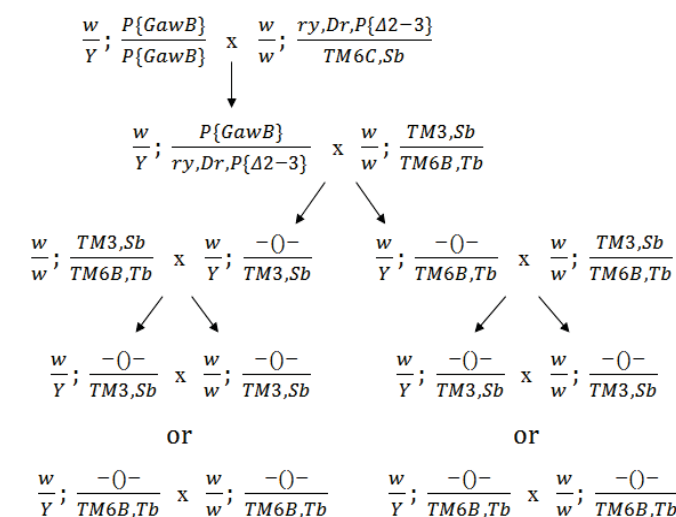 w/Y ; P{GawB}/P{GawB} x w/w ; ry,Dr,P{Δ2−3}/TM6C,Sb
w/Y ; P{GawB}/ry,Dr,P{Δ2−3} x w/w ; TM3,Sb/TM6B,Tb
w/w ; TM3,Sb/TM6B,Tb x w/Y ; −()−/TM3,Sb w/Y ; −()−/TM6B,Tb x w/w ; TM3,Sb/TM6B,Tb
w/Y ; −()−/TM3,Sb x w/w ; −()−/TM3,Sb w/Y ; −()−/TM3,Sb x w/w ; −()−/TM3,Sb
or or
w/Y ; −()−/TM6B,Tb x w/w ; −()−/TM6B,Tb w/Y ; −()−/TM6B,Tb x w/w ; −()−/TM6B,Tb